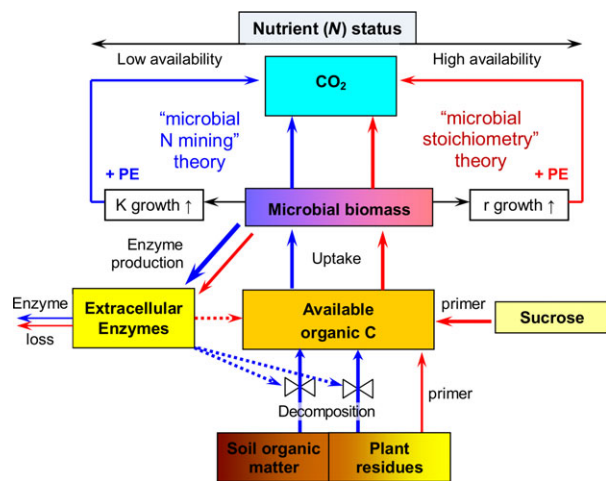 Nutrient (N) status
Low availability
High availability
CO₂
“microbial
N mining”
theory
“microbial
stoichiometry”
theory
+ PE
+ PE
K growth ↑
Microbial biomass
r growth ↑
Enzyme
production
Uptake
Enzyme
loss
Extracellular
Enzymes
Available
organic C
primer
Sucrose
Decomposition
primer
Soil organic
matter
Plant
residues